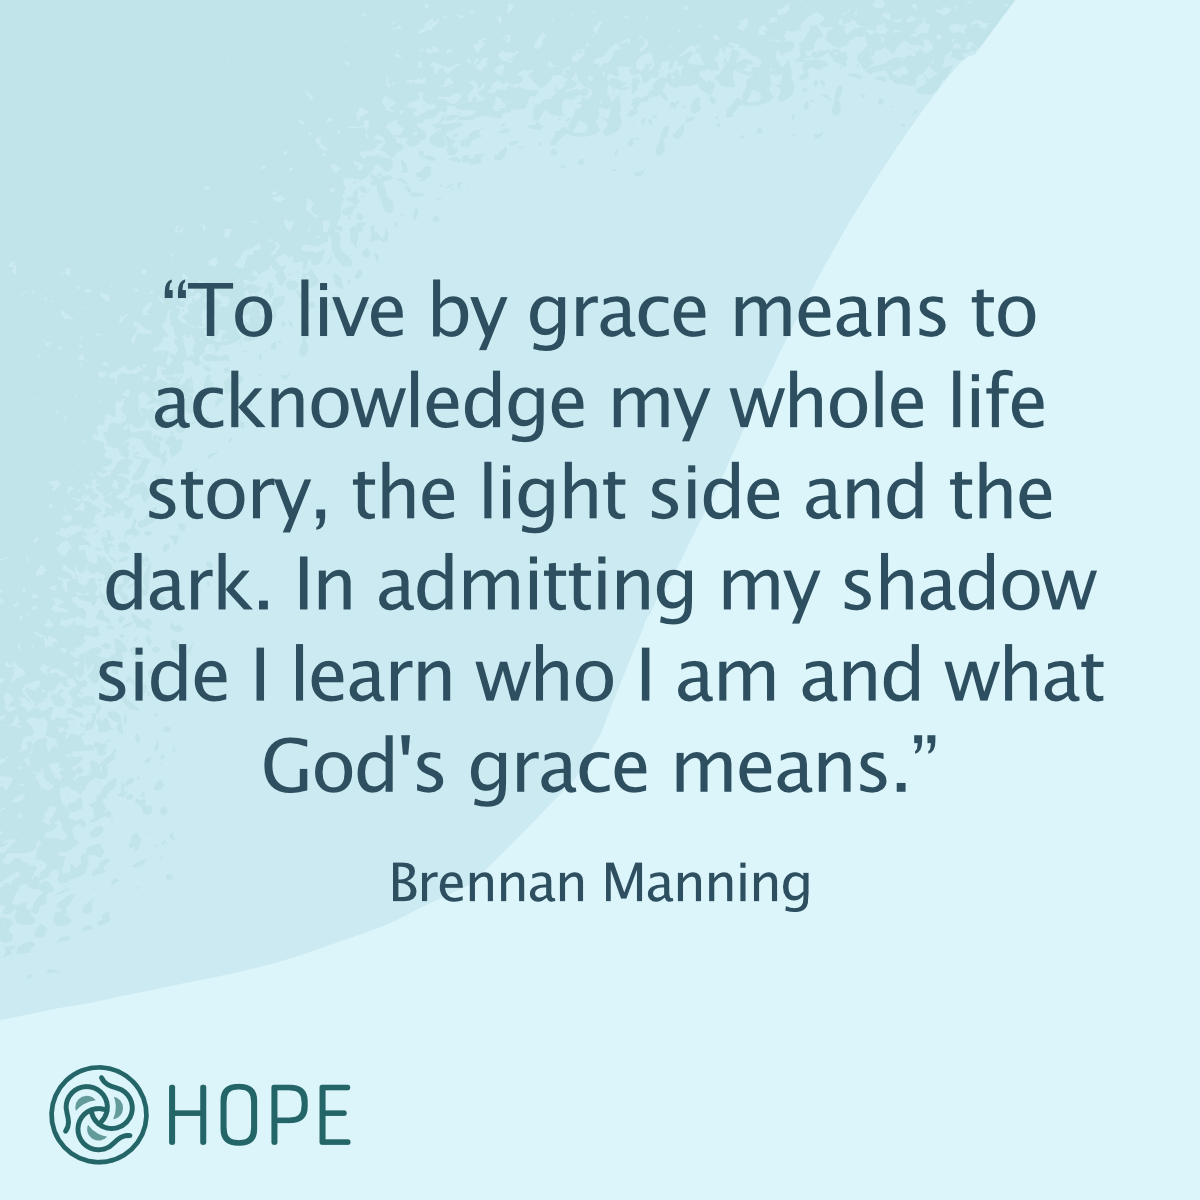 “To live by grace means to
acknowledge my whole life
story, the light side and the
dark. In admitting my shadow
side I learn who I am and what
God's grace means.”
Brennan Manning
HOPE